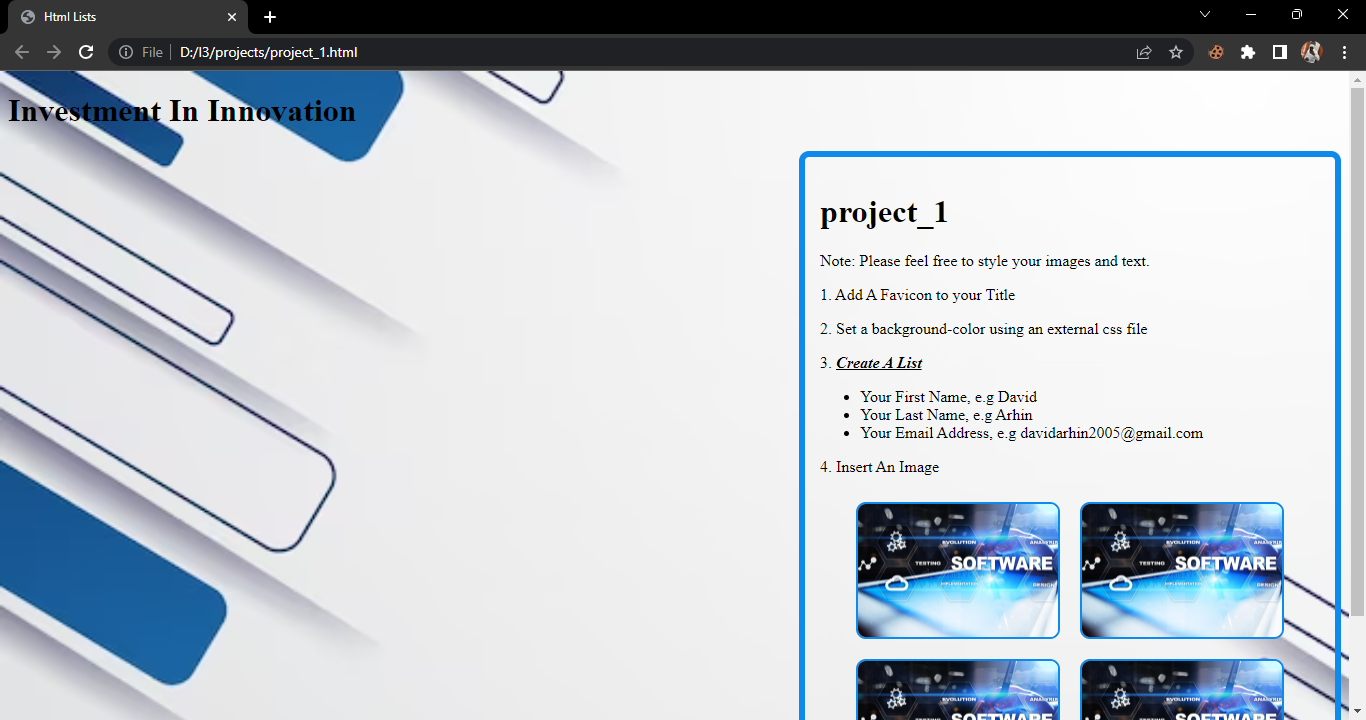 Html Lists
File D:/l3/projects/project_1.html
Investment In Innovation
project_1
Note: Please feel free to style your images and text.
1. Add A Favicon to your Title
2. Set a background-color using an external css file
3. Create A List
• Your First Name, e.g David
• Your Last Name, e.g Arhin
• Your Email Address, e.g davidarhin2005@gmail.com
4. Insert An Image
EVOLUTION ANALYSIS
TESTING SOFTWARE
IMPLEMENTATION DESIGN
EVOLUTION ANALYSIS
TESTING SOFTWARE
IMPLEMENTATION DESIGN
EVOLUTION ANALYSIS
TESTING SOFTWARE
EVOLUTION ANALYSIS
TESTING SOFTWARE